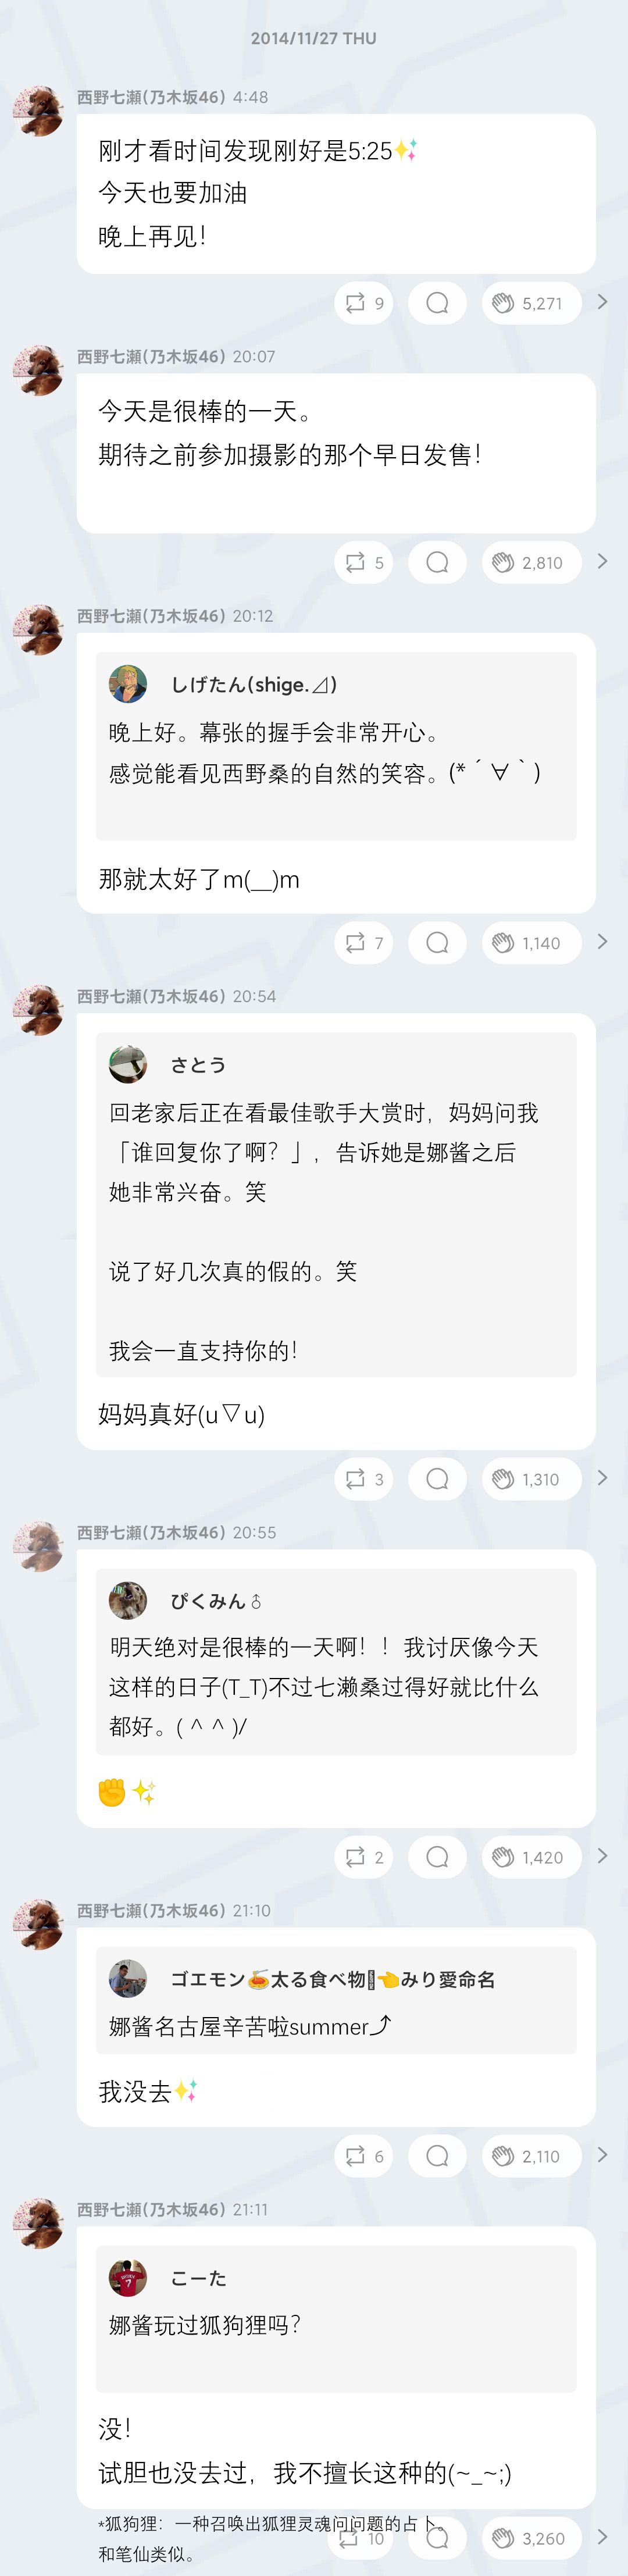 2014/11/27 THU
西野七瀬(乃木坂46) 4:48
刚才看时间发现刚好是5:25✨
今天也要加油
晚上再见！
9
5,271
西野七瀬(乃木坂46) 20:07
今天是很棒的一天。
期待之前参加摄影的那个早日发售！
5
2,810
西野七瀬(乃木坂46) 20:12
しげたん(shige.⊿)
晚上好。幕张的握手会非常开心。
感觉能看见西野桑的自然的笑容。(*´∀｀)
那就太好了m(__)m
7
1,140
西野七瀬(乃木坂46) 20:54
さとう
回老家后正在看最佳歌手大赏时，妈妈问我
「谁回复你了啊？」，告诉她是娜酱之后
她非常兴奋。笑
说了好几次真的假的。笑
我会一直支持你的！
妈妈真好(u▽u)
3
1,310
西野七瀬(乃木坂46) 20:55
ぴくみん♂
明天绝对是很棒的一天啊！！我讨厌像今天
这样的日子(T_T)不过七濑桑过得好就比什么
都好。( ^ ^ )/
✊✨
2
1,420
西野七瀬(乃木坂46) 21:10
ゴエモン🍝太る食べ物👈みり愛命名
娜酱名古屋辛苦啦summer⤴
我没去✨
6
2,110
西野七瀬(乃木坂46) 21:11
こーた
7
娜酱玩过狐狗狸吗？
没！
试胆也没去过，我不擅长这种的(~_~;)
*狐狗狸：一种召唤出狐狸灵魂问问题的占卜。
和笔仙类似。
10
3,260